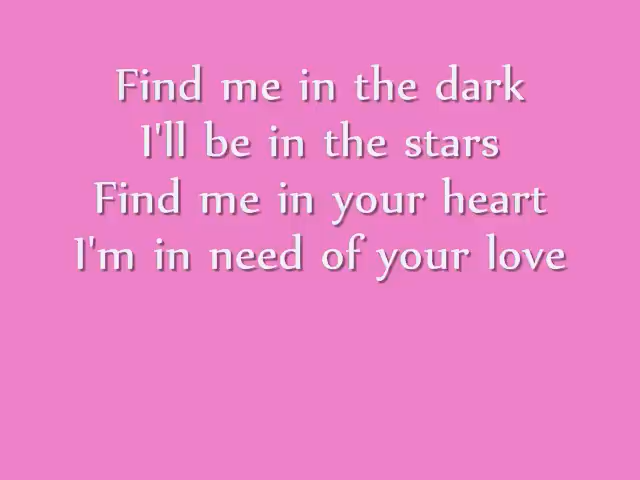 Find me in the dark
I'll be in the stars
Find me in your heart
I'm in need of your love